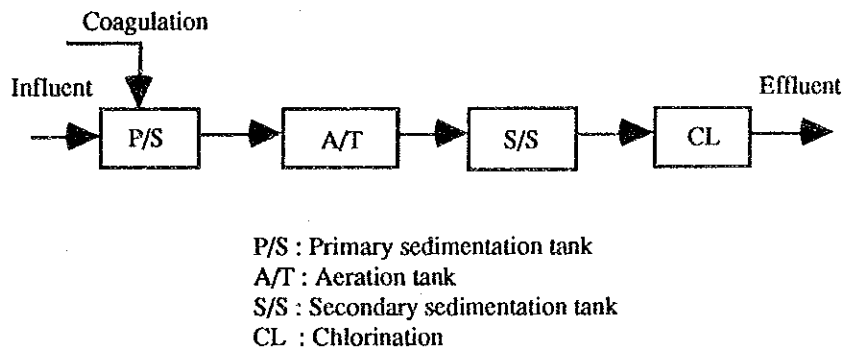 Coagulation
Influent
Effluent
P/S
A/T
S/S
CL
P/S : Primary sedimentation tank
A/T : Aeration tank
S/S : Secondary sedimentation tank
CL : Chlorination